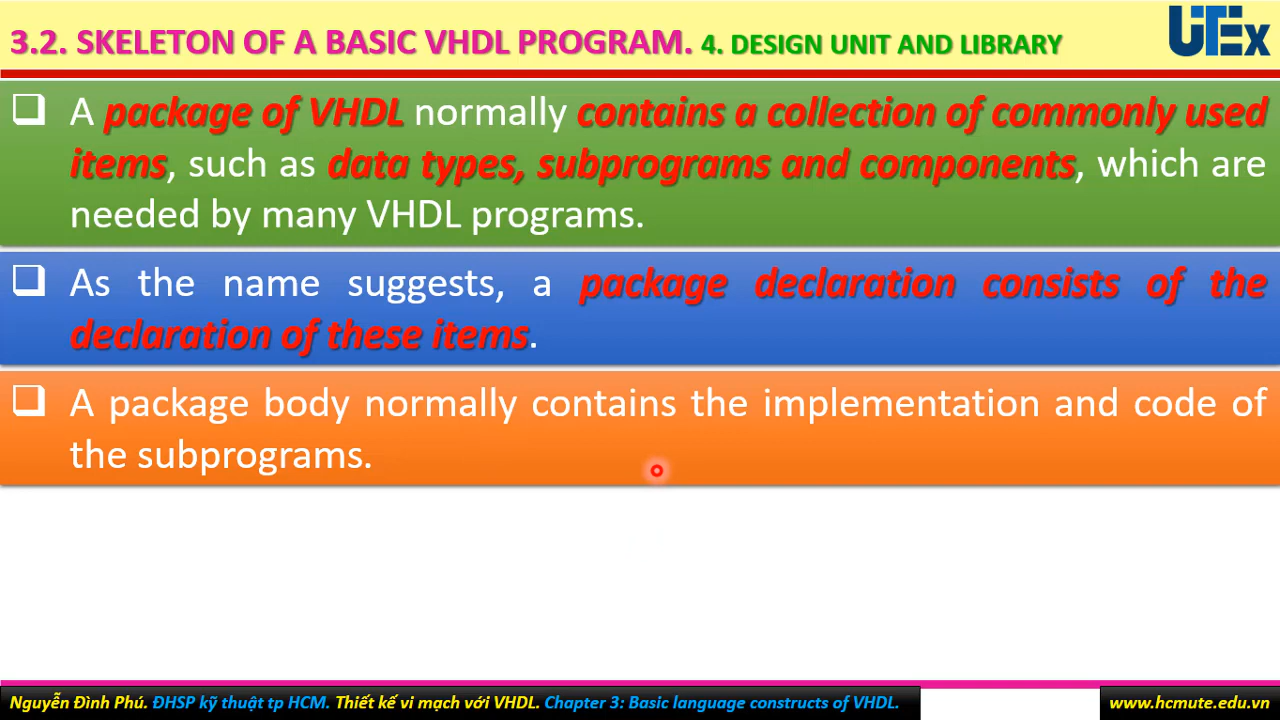 3.2. SKELETON OF A BASIC VHDL PROGRAM. 4. DESIGN UNIT AND LIBRARY
UTEx
A package of VHDL normally contains a collection of commonly used
items, such as data types, subprograms and components, which are
needed by many VHDL programs.
As the name suggests, a package declaration consists of the
declaration of these items.
A package body normally contains the implementation and code of
the subprograms.
Nguyễn Đình Phú. ĐHSP kỹ thuật tp HCM. Thiết kế vi mạch với VHDL. Chapter 3: Basic language constructs of VHDL.
www.hcmute.edu.vn